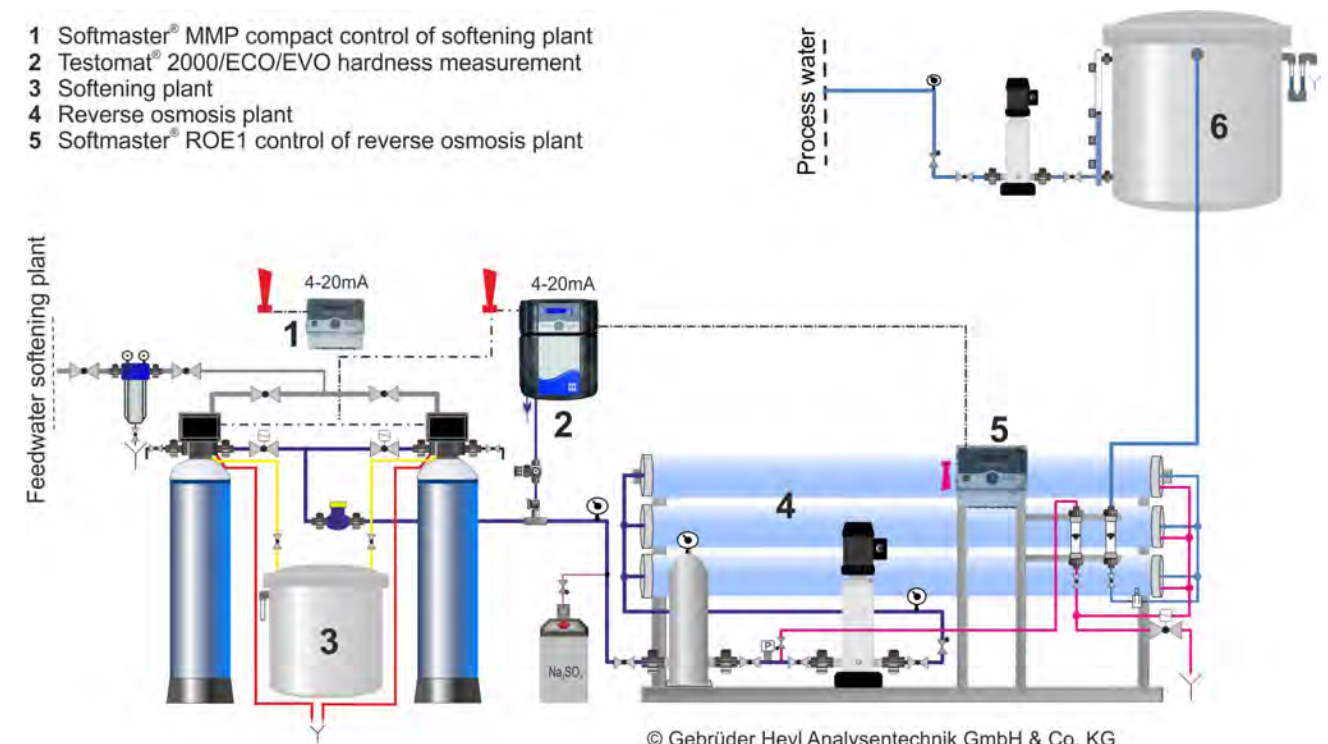 1 Softmaster® MMP compact control of softening plant
2 Testomat® 2000/ECO/EVO hardness measurement
3 Softening plant
4 Reverse osmosis plant
5 Softmaster® ROE1 control of reverse osmosis plant
Process water
6
Feedwater softening plant
4-20mA
4-20mA
1
2
5
4
3
P
© Gebrüder Heyl Analysentechnik GmbH & Co. KG